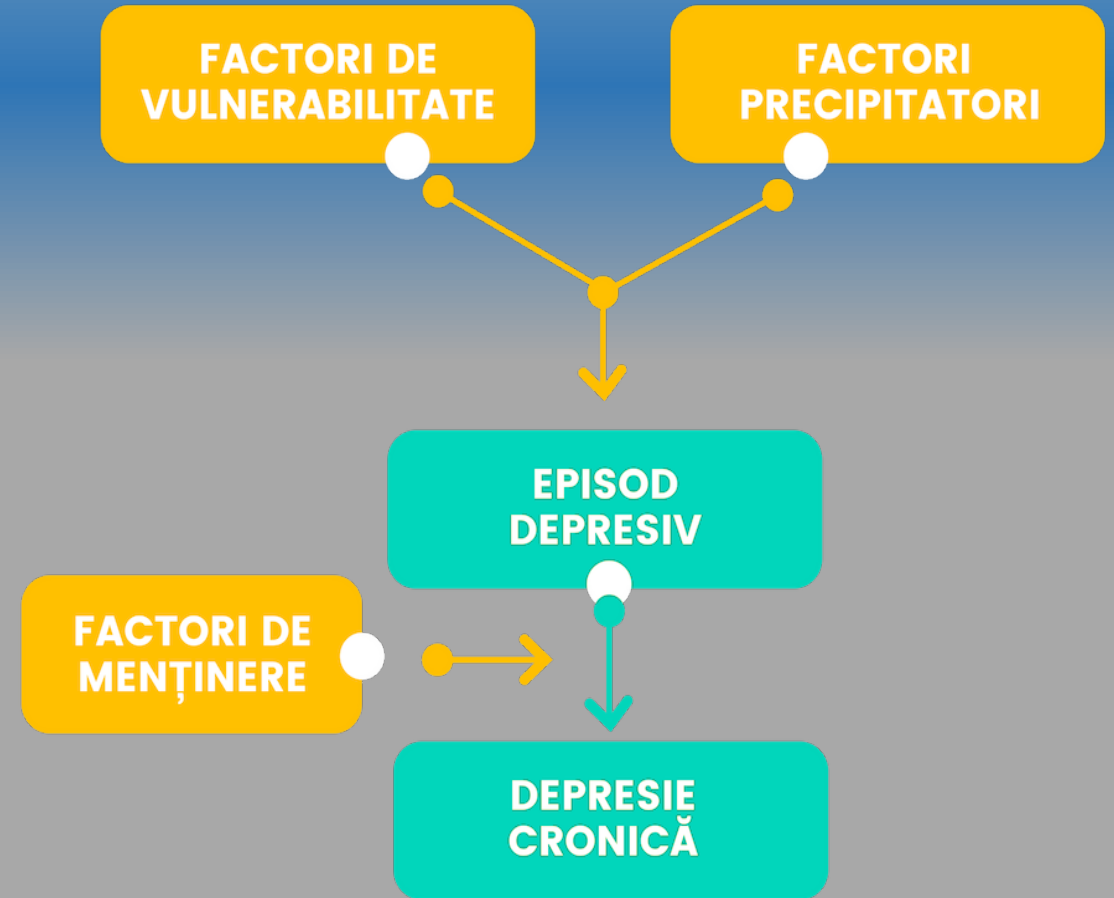 FACTORI DE
VULNERABILITATE
FACTORI
PRECIPITATORI
EPISOD
DEPRESIV
FACTORI DE
MENȚINERE
DEPRESIE
CRONICĂ